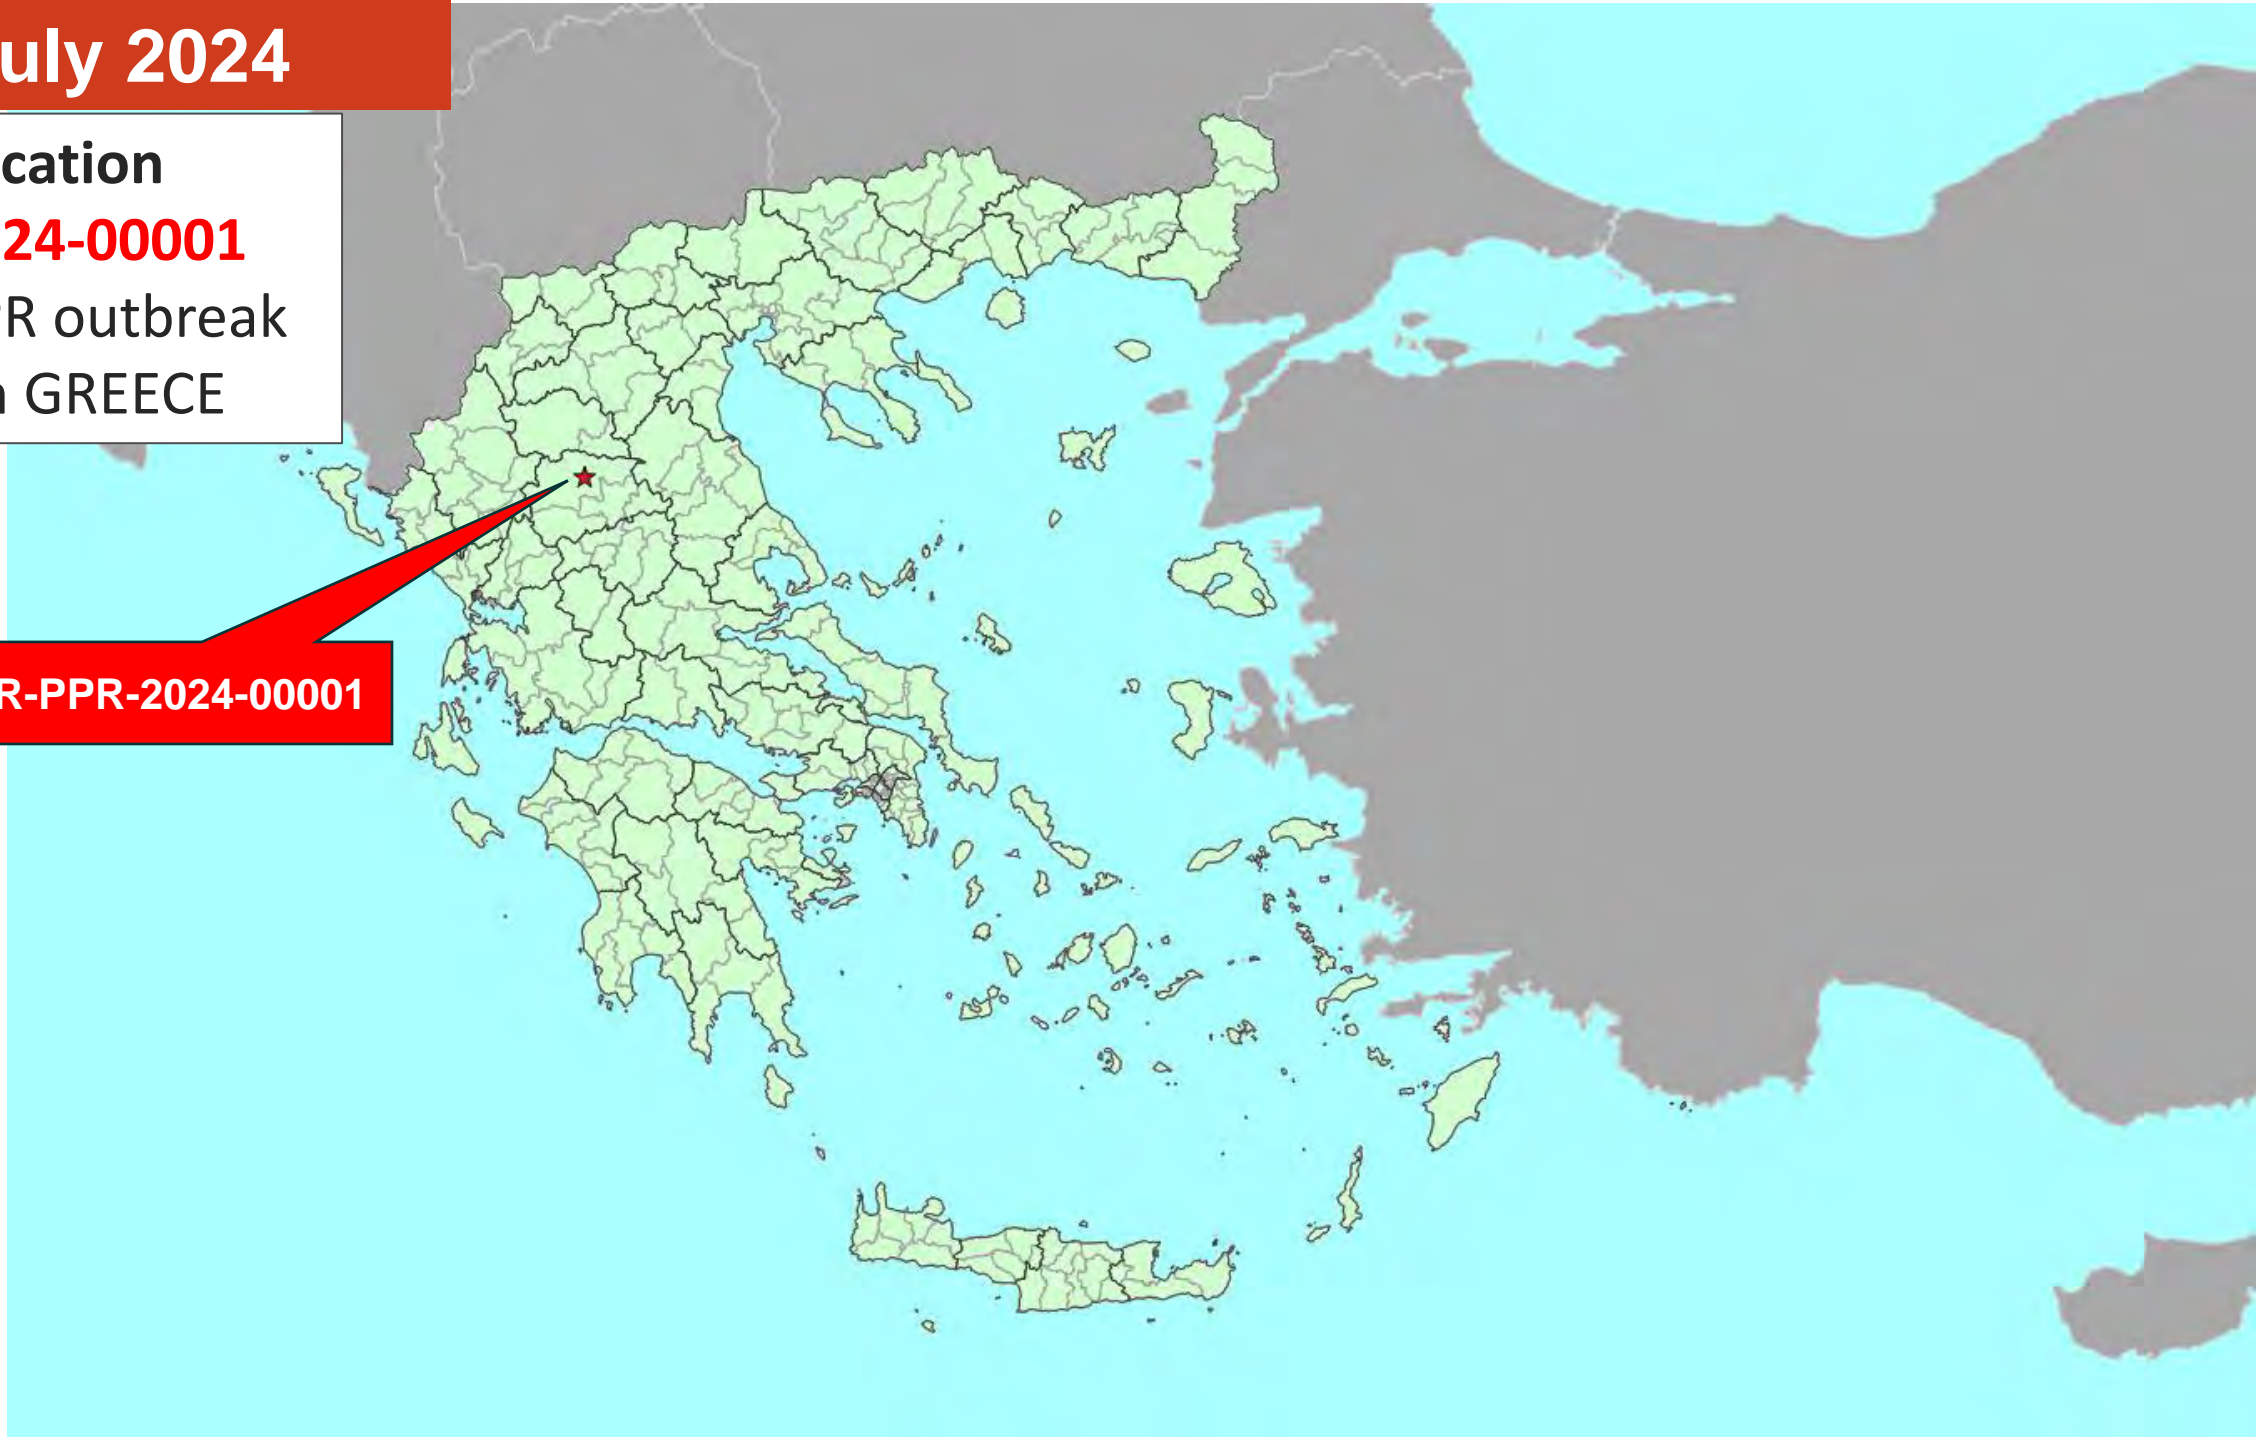 uly 2024
cation
24-00001
R outbreak
GREECE
R-PPR-2024-00001